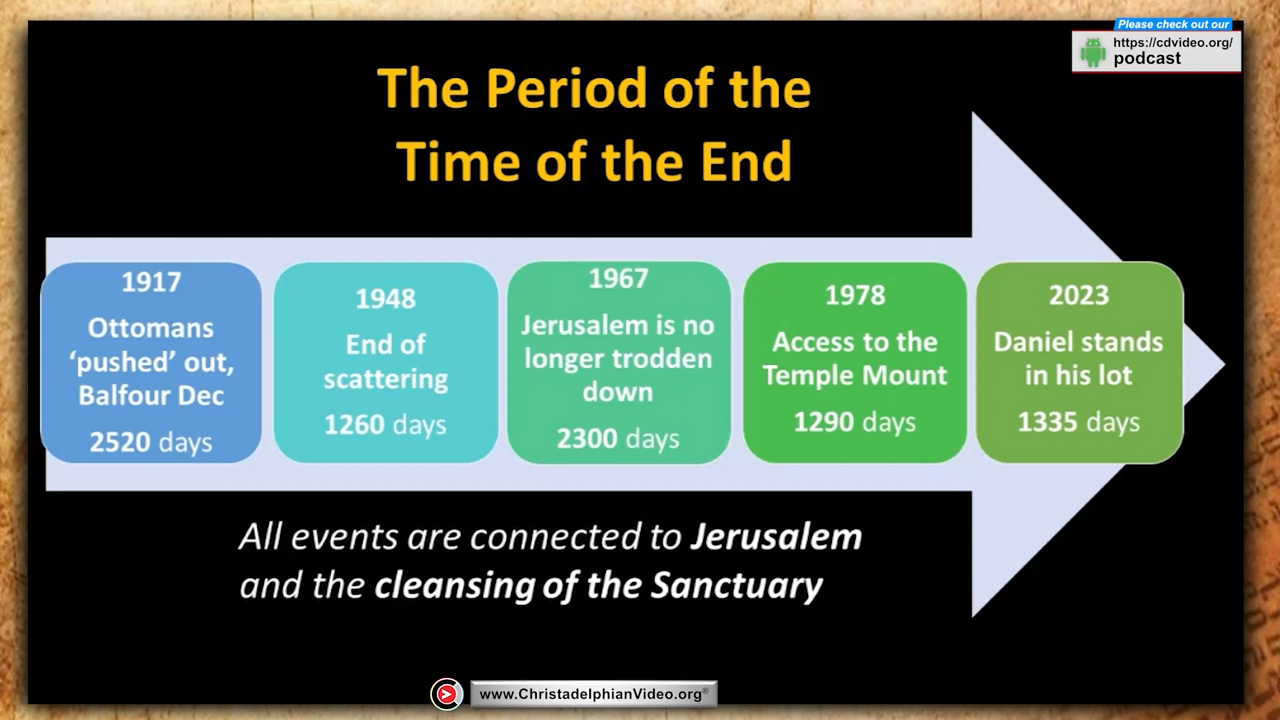 Please check out our
https://cdvideo.org/
podcast
The Period of the
Time of the End
1917
Ottomans
‘pushed’ out,
Balfour Dec
2520 days
1948
End of
scattering
1260 days
1967
Jerusalem is no
longer trodden
down
2300 days
1978
Access to the
Temple Mount
1290 days
2023
Daniel stands
in his lot
1335 days
All events are connected to Jerusalem
and the cleansing of the Sanctuary
www.ChristadelphianVideo.org®